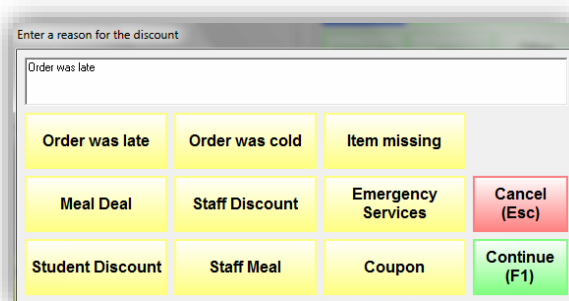 Enter a reason for the discount
Order was late
Order was late
Order was cold
Item missing
Meal Deal
Staff Discount
Emergency
Services
Cancel
(Esc)
Student Discount
Staff Meal
Coupon
Continue
(F1)